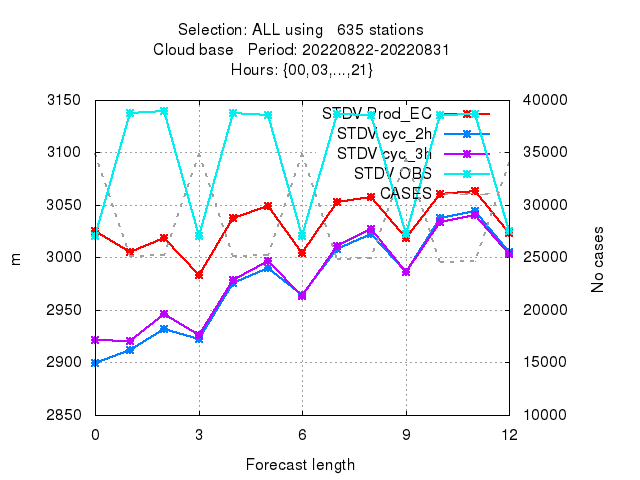 Selection: ALL using   635 stations
Cloud base   Period: 20220822-20220831
Hours: {00,03,...,21}
3150
3100
3050
3000
2950
2900
2850
m
STDV Prod_EC
STDV cyc_2h
STDV cyc_3h
STDV OBS
CASES
40000
35000
30000
25000
20000
15000
10000
No cases
0 3 6 9 12
Forecast length